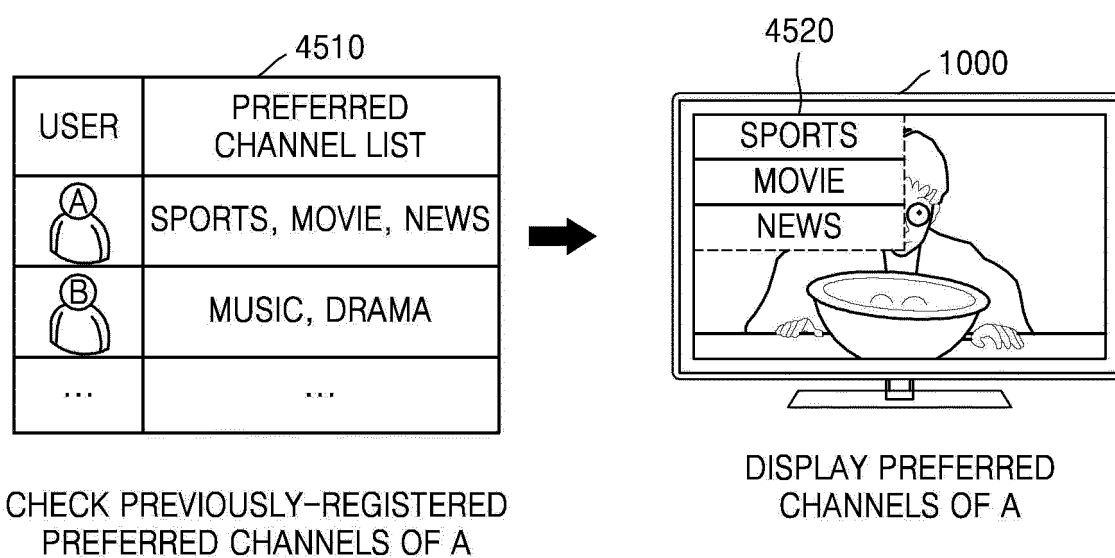 4510
USER
PREFERRED
CHANNEL LIST
A
SPORTS, MOVIE, NEWS
B
MUSIC, DRAMA
... ...
CHECK PREVIOUSLY-REGISTERED
PREFERRED CHANNELS OF A
4520
1000
SPORTS
MOVIE
NEWS
DISPLAY PREFERRED
CHANNELS OF A